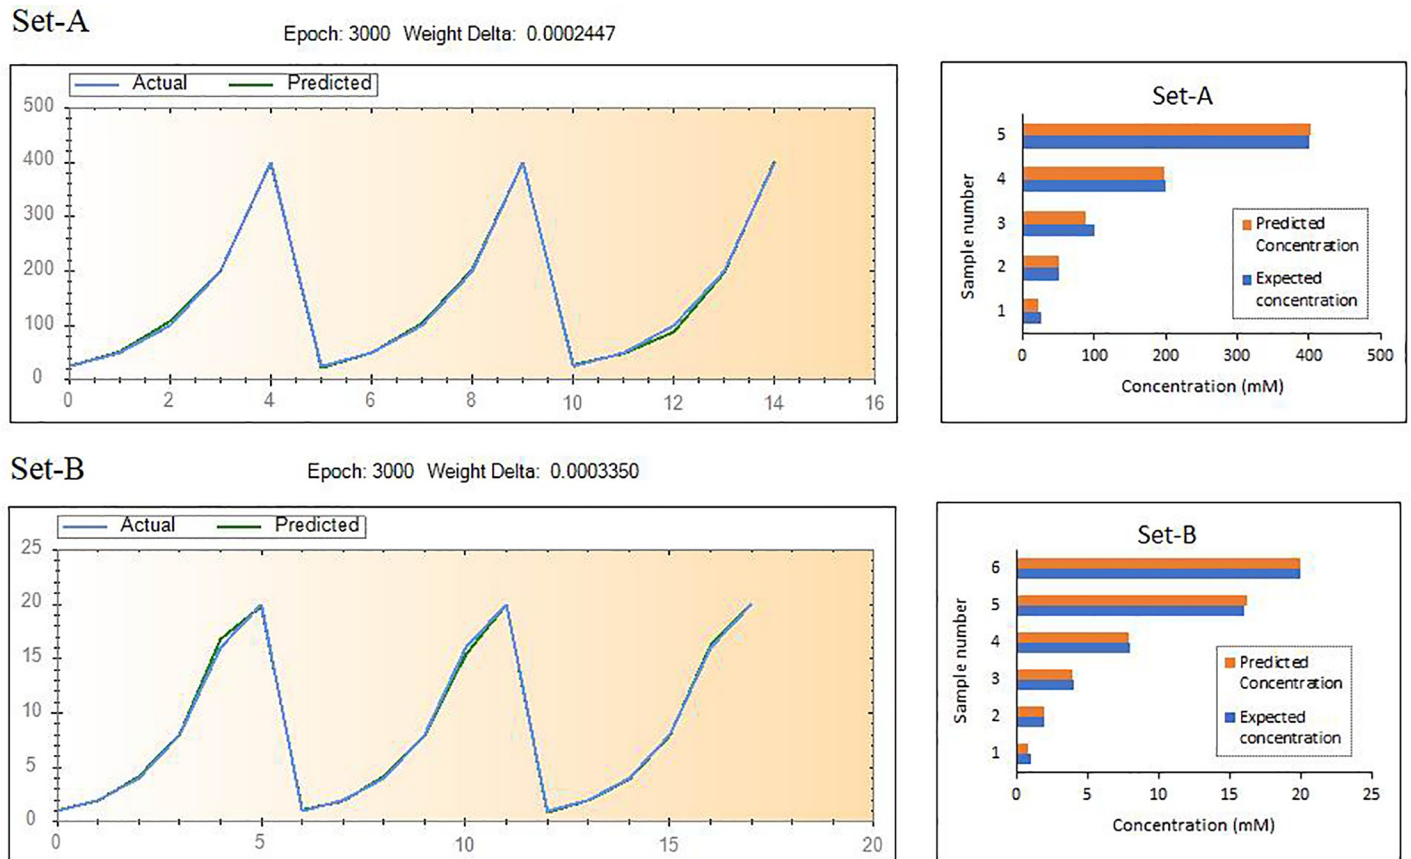 Set-A
Epoch: 3000 Weight Delta: 0.0002447
Actual Predicted
500
400
300
200
100
0
0 2 4 6 8 10 12 14 16
Set-A
Sample number
5
4
3
2
1
Predicted
Concentration
Expected
concentration
0 100 200 300 400 500
Concentration (mM)
Set-B
Epoch: 3000 Weight Delta: 0.0003350
Actual Predicted
25
20
15
10
5
0
0 5 10 15 20
Set-B
Sample number
6
5
4
3
2
1
Predicted
Concentration
Expected
concentration
0 5 10 15 20 25
Concentration (mM)